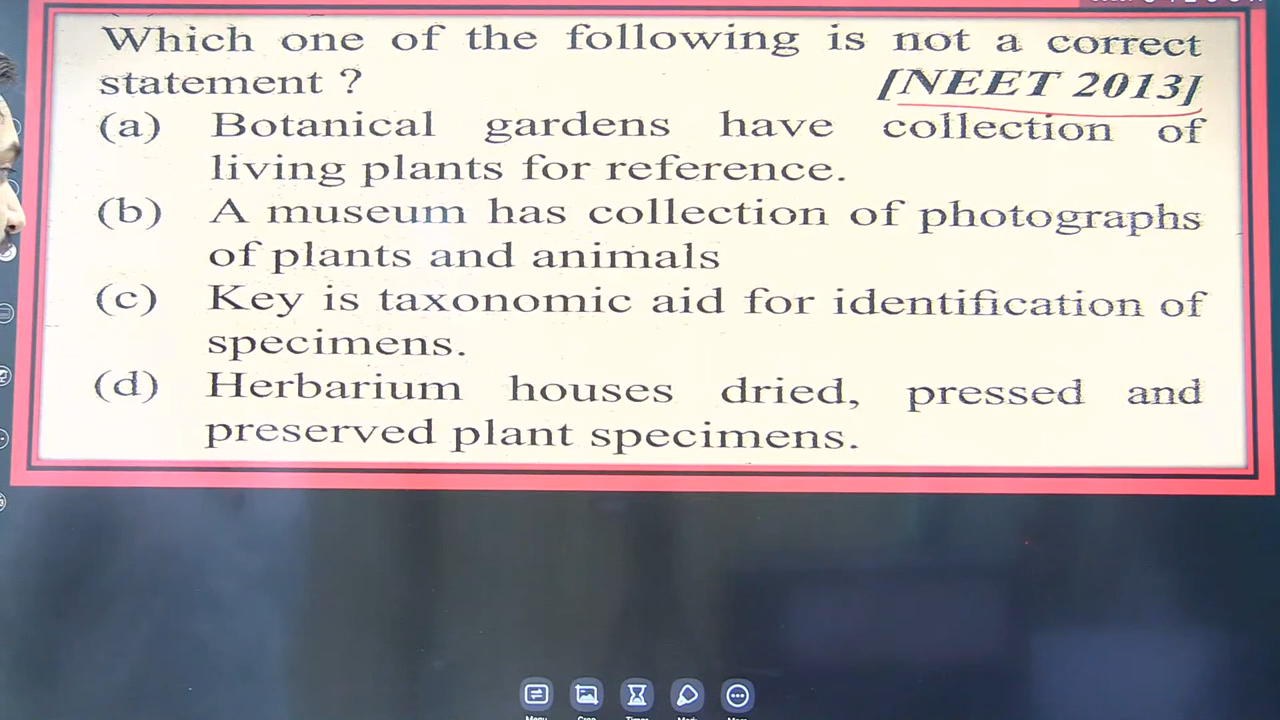 Which one of the following is not a correct
statement ? [NEET 2013]
(a) Botanical gardens have collection of
living plants for reference.
(b) A museum has collection of photographs
of plants and animals
(c) Key is taxonomic aid for identification of
specimens.
(d) Herbarium houses dried, pressed and
preserved plant specimens.